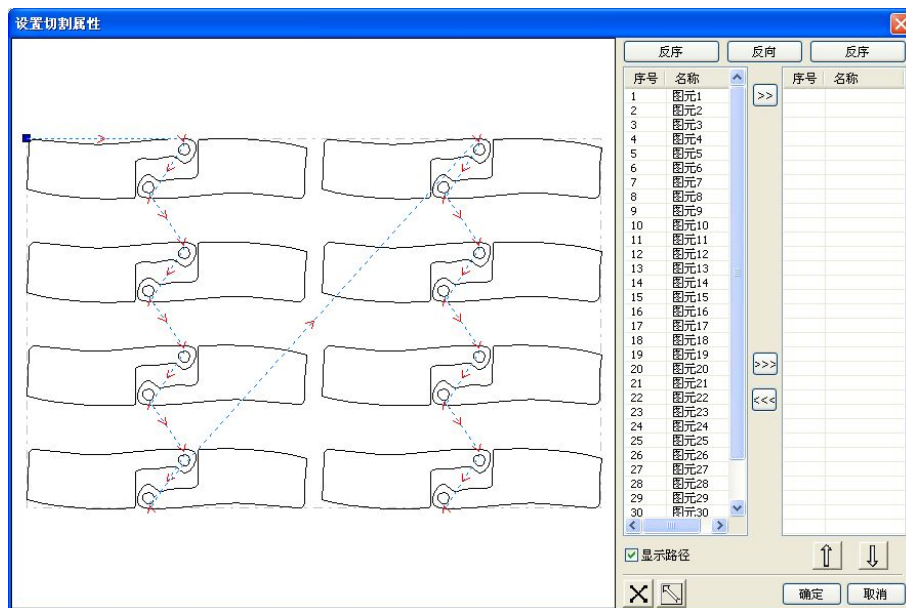 设置切割属性
反序 反向 反序
序号 名称 序号 名称
1 图元1
2 图元2
3 图元3
4 图元4
5 图元5
6 图元6
7 图元7
8 图元8
9 图元9
10 图元10
11 图元11
12 图元12
13 图元13
14 图元14
15 图元15
16 图元16
17 图元17
18 图元18
19 图元19
20 图元20
21 图元21
22 图元22
23 图元23
24 图元24
25 图元25
26 图元26
27 图元27
28 图元28
29 图元29
30 图元30
>>
>>>
<<<
显示路径
确定 取消